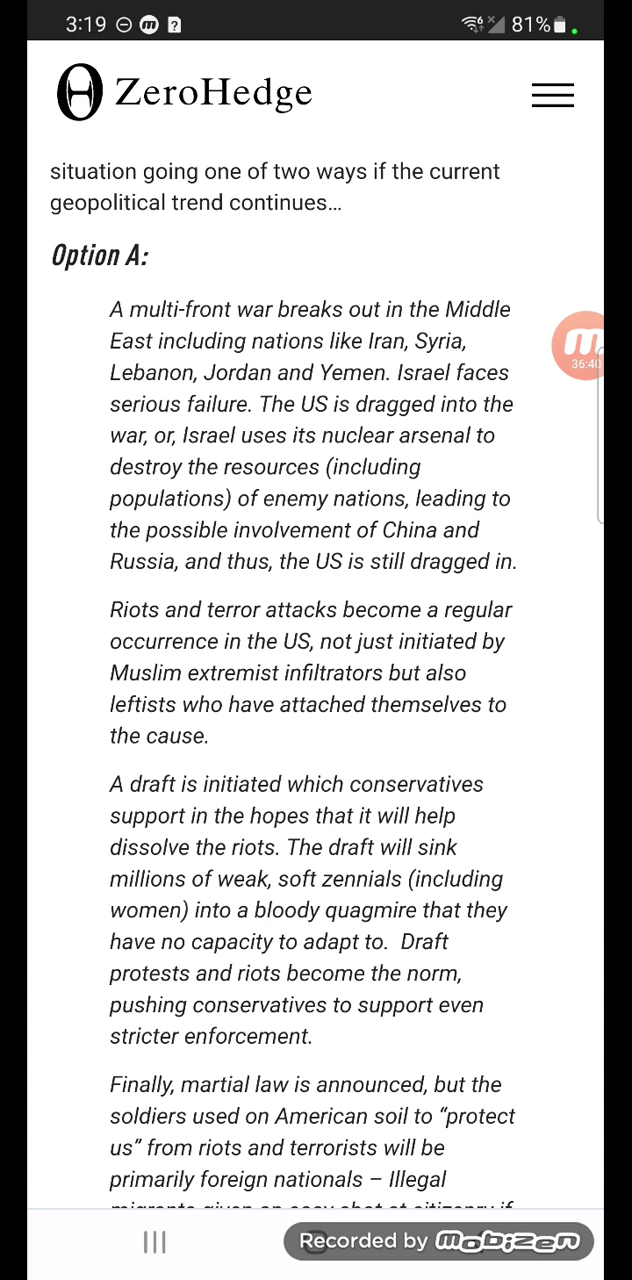 3:19 81%
ZeroHedge
situation going one of two ways if the current
geopolitical trend continues…
Option A:
A multi-front war breaks out in the Middle
East including nations like Iran, Syria,
Lebanon, Jordan and Yemen. Israel faces
serious failure. The US is dragged into the
war, or, Israel uses its nuclear arsenal to
destroy the resources (including
populations) of enemy nations, leading to
the possible involvement of China and
Russia, and thus, the US is still dragged in.
36:40
Riots and terror attacks become a regular
occurrence in the US, not just initiated by
Muslim extremist infiltrators but also
leftists who have attached themselves to
the cause.
A draft is initiated which conservatives
support in the hopes that it will help
dissolve the riots. The draft will sink
millions of weak, soft zennials (including
women) into a bloody quagmire that they
have no capacity to adapt to. Draft
protests and riots become the norm,
pushing conservatives to support even
stricter enforcement.
Finally, martial law is announced, but the
soldiers used on American soil to “protect
us” from riots and terrorists will be
primarily foreign nationals – Illegal
Recorded by mobizen